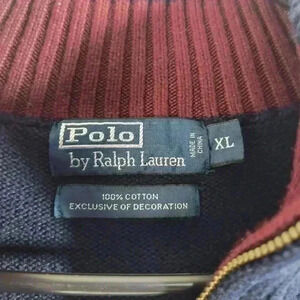 Polo
by Ralph Lauren
MADE IN
CHINA
XL
100% COTTON
EXCLUSIVE OF DECORATION